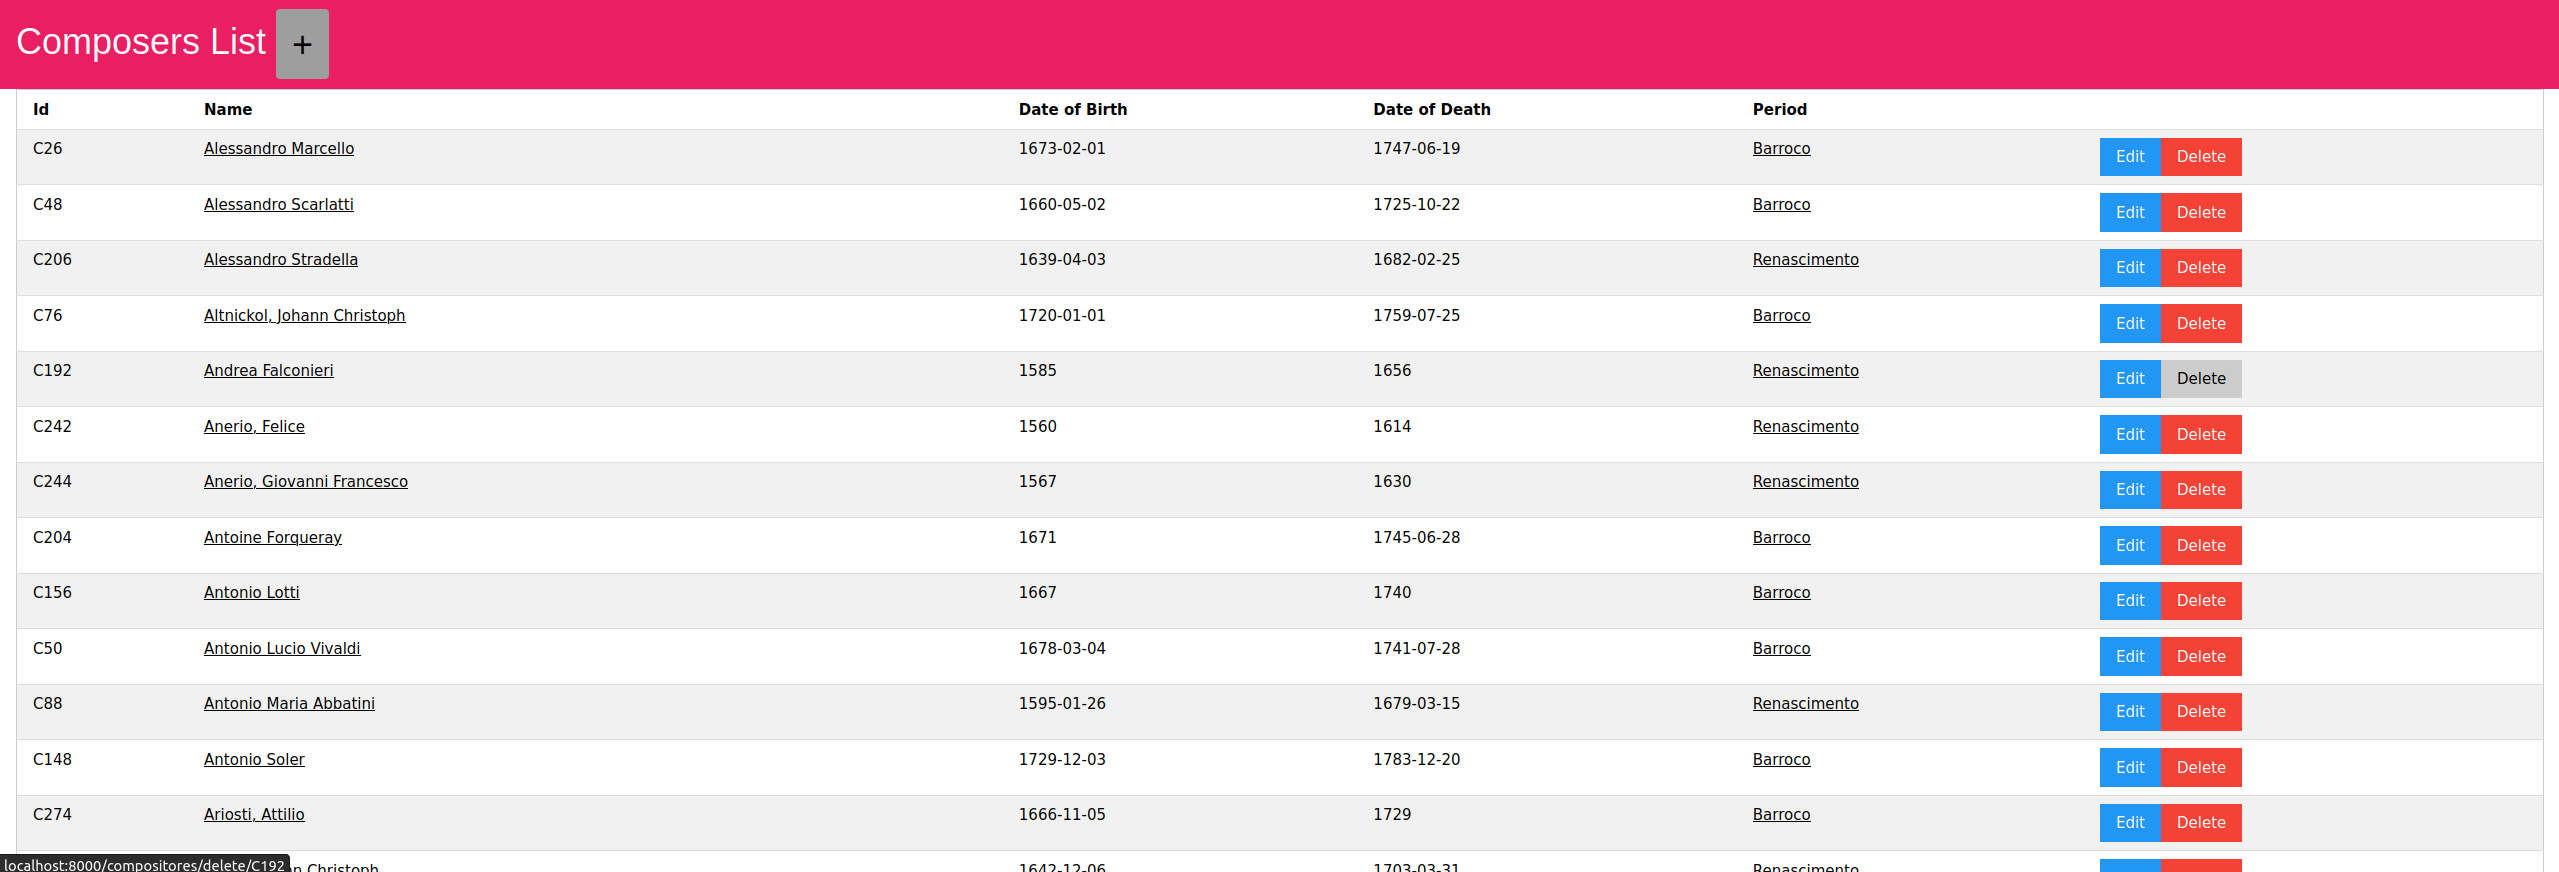 Composers List +
Id Name Date of Birth Date of Death Period
C26 Alessandro Marcello 1673-02-01 1747-06-19 Barroco Edit Delete
C48 Alessandro Scarlatti 1660-05-02 1725-10-22 Barroco Edit Delete
C206 Alessandro Stradella 1639-04-03 1682-02-25 Renascimento Edit Delete
C76 Altnickol, Johann Christoph 1720-01-01 1759-07-25 Barroco Edit Delete
C192 Andrea Falconieri 1585 1656 Renascimento Edit Delete
C242 Anerio, Felice 1560 1614 Renascimento Edit Delete
C244 Anerio, Giovanni Francesco 1567 1630 Renascimento Edit Delete
C204 Antoine Forqueray 1671 1745-06-28 Barroco Edit Delete
C156 Antonio Lotti 1667 1740 Barroco Edit Delete
C50 Antonio Lucio Vivaldi 1678-03-04 1741-07-28 Barroco Edit Delete
C88 Antonio Maria Abbatini 1595-01-26 1679-03-15 Renascimento Edit Delete
C148 Antonio Soler 1729-12-03 1783-12-20 Barroco Edit Delete
C274 Ariosti, Attilio 1666-11-05 1729 Barroco Edit Delete
Christoph 1642-12-06 1703-03-31 Renascimento
localhost:8000/compositores/delete/C192